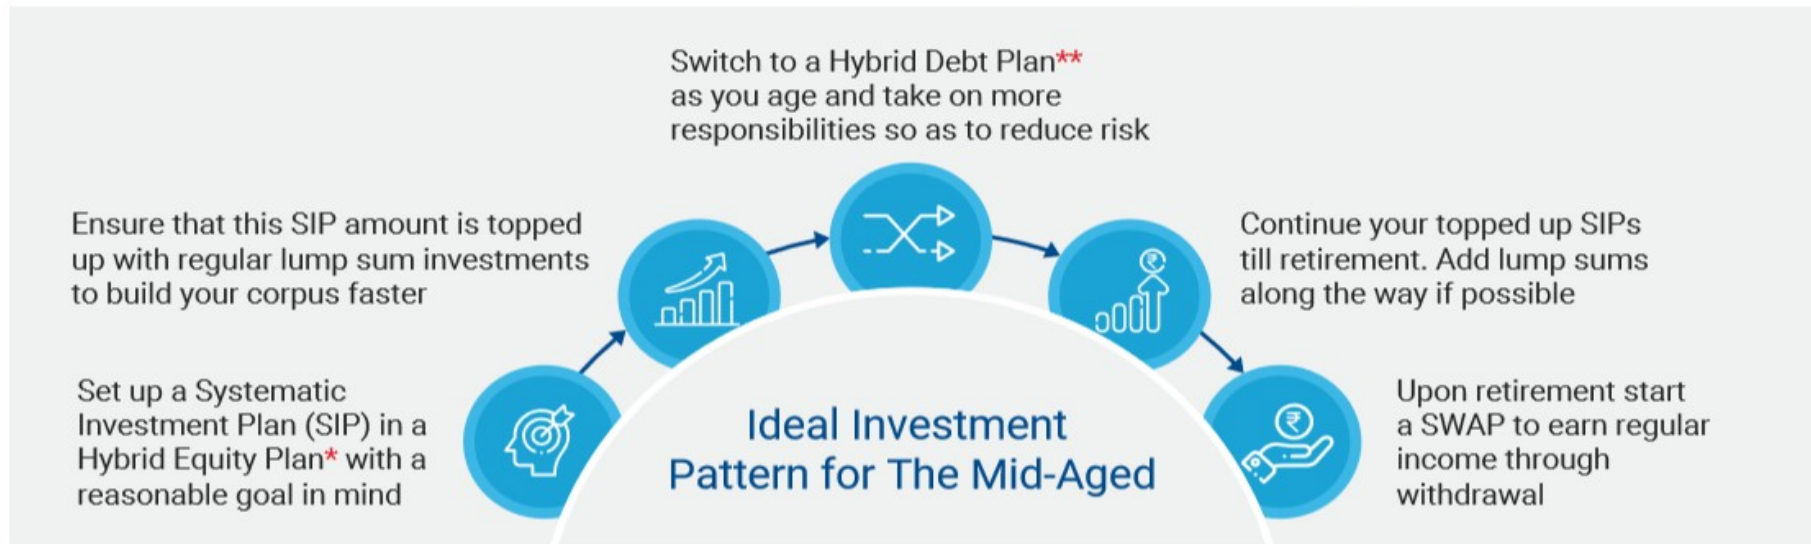 Set up a Systematic
Investment Plan (SIP) in a
Hybrid Equity Plan* with a
reasonable goal in mind
Ensure that this SIP amount is topped
up with regular lump sum investments
to build your corpus faster
Switch to a Hybrid Debt Plan**
as you age and take on more
responsibilities so as to reduce risk
Continue your topped up SIPs
till retirement. Add lump sums
along the way if possible
Upon retirement start
a SWAP to earn regular
income through
withdrawal
Ideal Investment
Pattern for The Mid-Aged
₹
₹